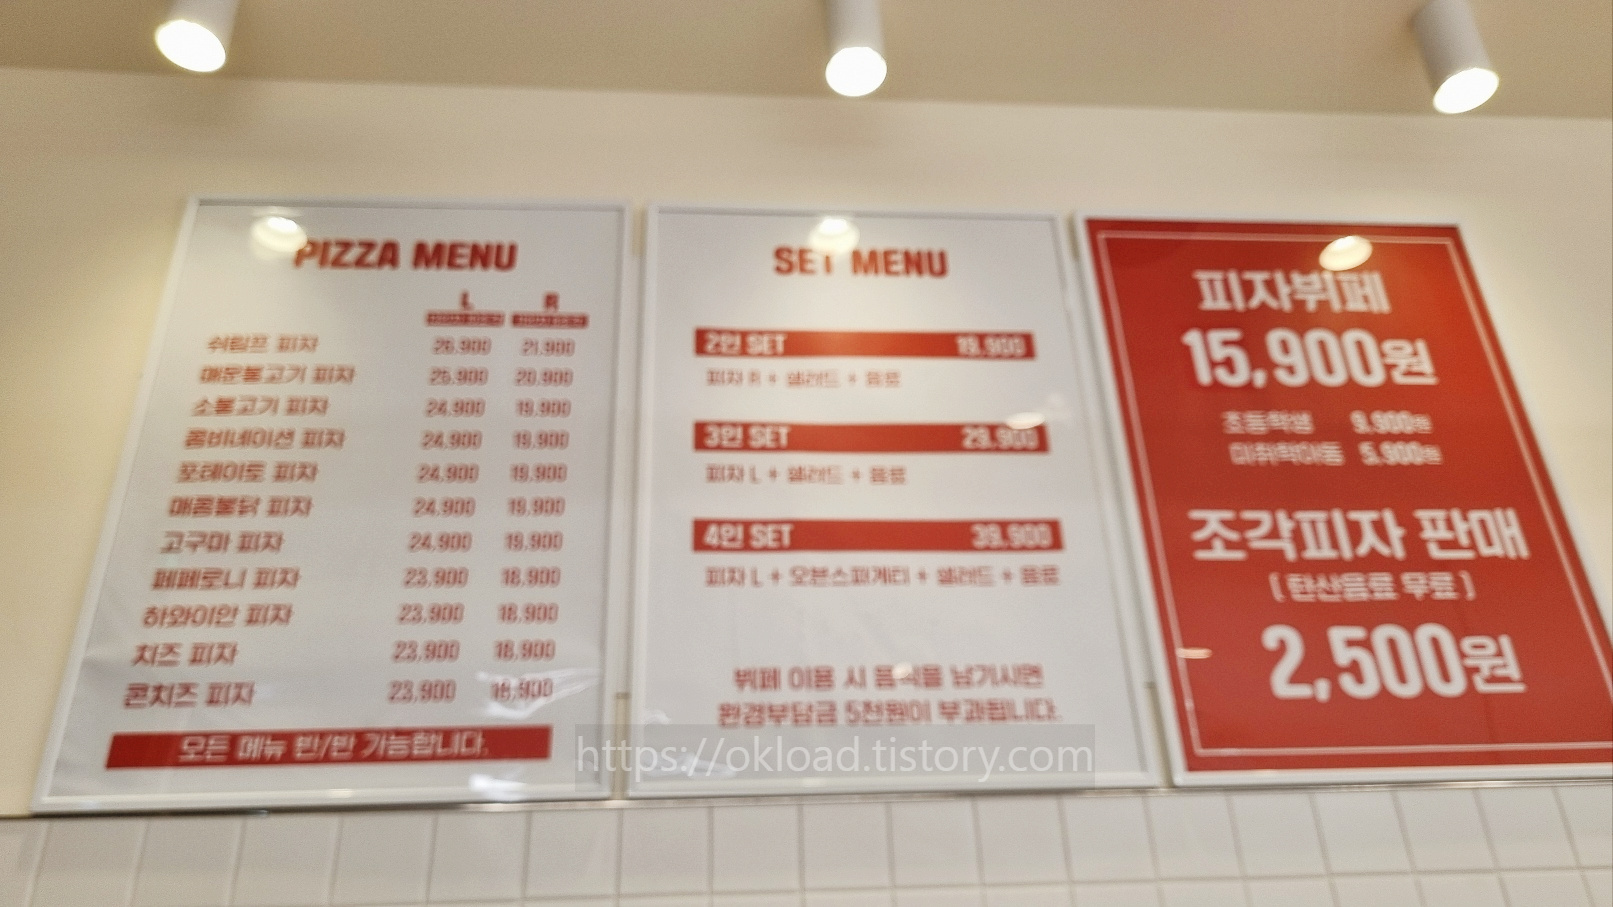 PIZZA MENU
L R
쉬림프 피자 26,900 21,900
매운불고기 피자 25,900 20,900
소불고기 피자 24,900 19,900
콤비네이션 피자 24,900 19,900
포테이토 피자 24,900 19,900
매콤불닭 피자 24,900 19,900
고구마 피자 24,900 19,900
페페로니 피자 23,900 18,900
하와이안 피자 23,900 18,900
치즈 피자 23,900 18,900
콘치즈 피자 23,900 18,900
모든 메뉴 반/반 가능합니다.
SET MENU
2인 SET 19,900
피자 R + 샐러드 + 음료
3인 SET 29,900
피자 L + 샐러드 + 음료
4인 SET 39,900
피자 L + 오븐스파게티 + 샐러드 + 음료
뷔페 이용 시 음식을 남기시면
환경부담금 5천원이 부과됩니다.
피자뷔페
15,900원
초등학생 9,900원
미취학아동 5,900원
조각피자 판매
[ 탄산음료 무료 ]
2,500원
https://okload.tistory.com